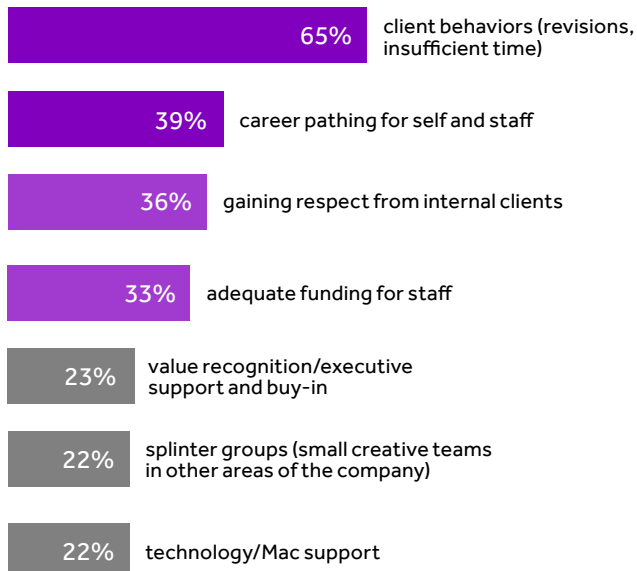 65% client behaviors (revisions,
insufficient time)
39% career pathing for self and staff
36% gaining respect from internal clients
33% adequate funding for staff
23% value recognition/executive
support and buy-in
22% splinter groups (small creative teams
in other areas of the company)
22% technology/Mac support